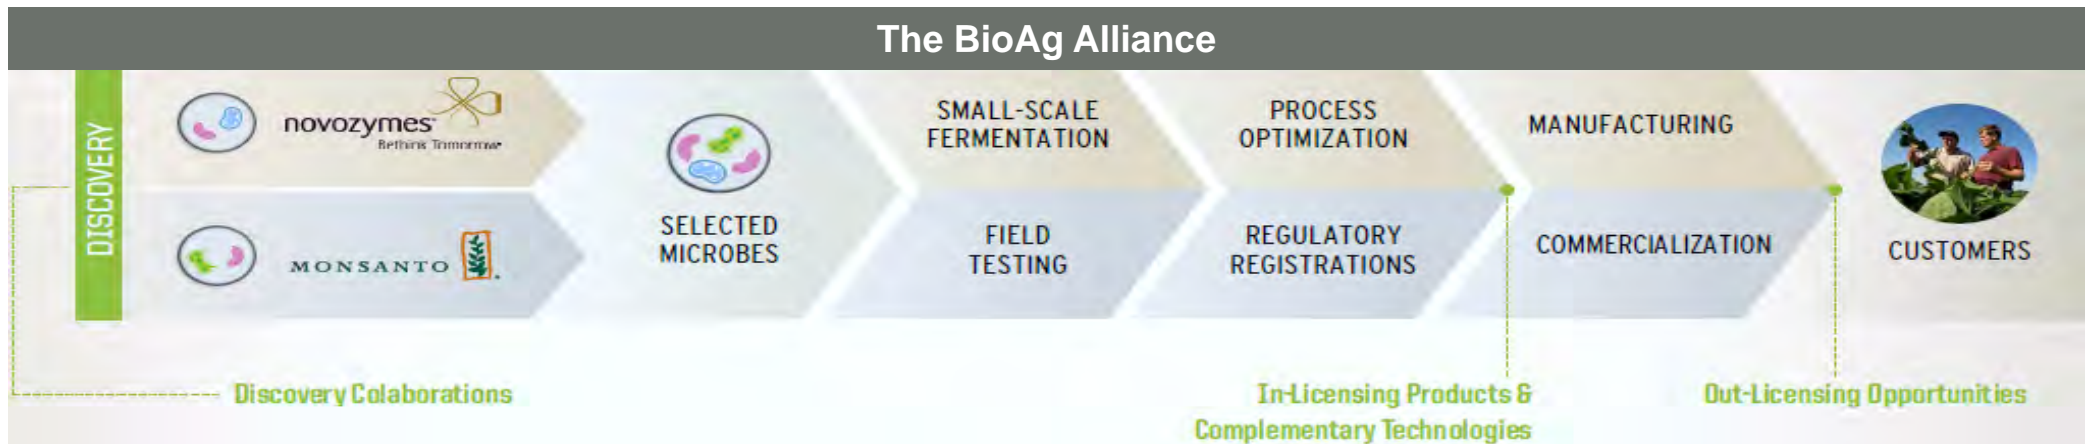 The BioAg Alliance
DISCOVERY
novozymes
Rethink Tomorrow
MONSANTO
SELECTED
MICROBES
SMALL-SCALE
FERMENTATION
FIELD
TESTING
PROCESS
OPTIMIZATION
REGULATORY
REGISTRATIONS
MANUFACTURING
COMMERCIALIZATION
CUSTOMERS
Discovery Colaborations
In-Licensing Products &
Complementary Technologies
Out-Licensing Opportunities